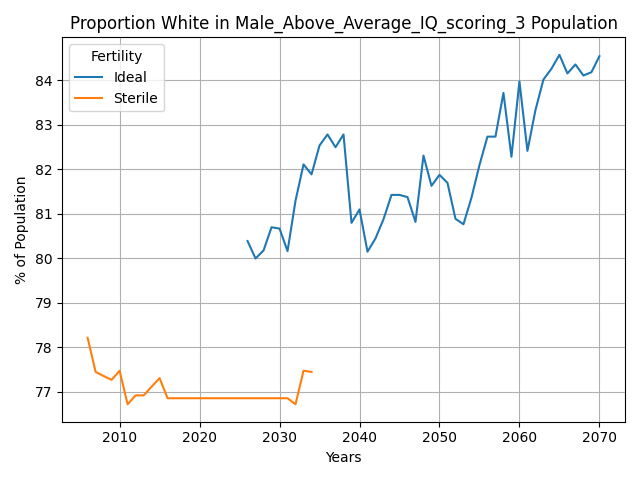 Proportion White in Male_Above_Average_IQ_scoring_3 Population
Fertility
Ideal
Sterile
% of Population
84
83
82
81
80
79
78
77
2010 2020 2030 2040 2050 2060 2070
Years